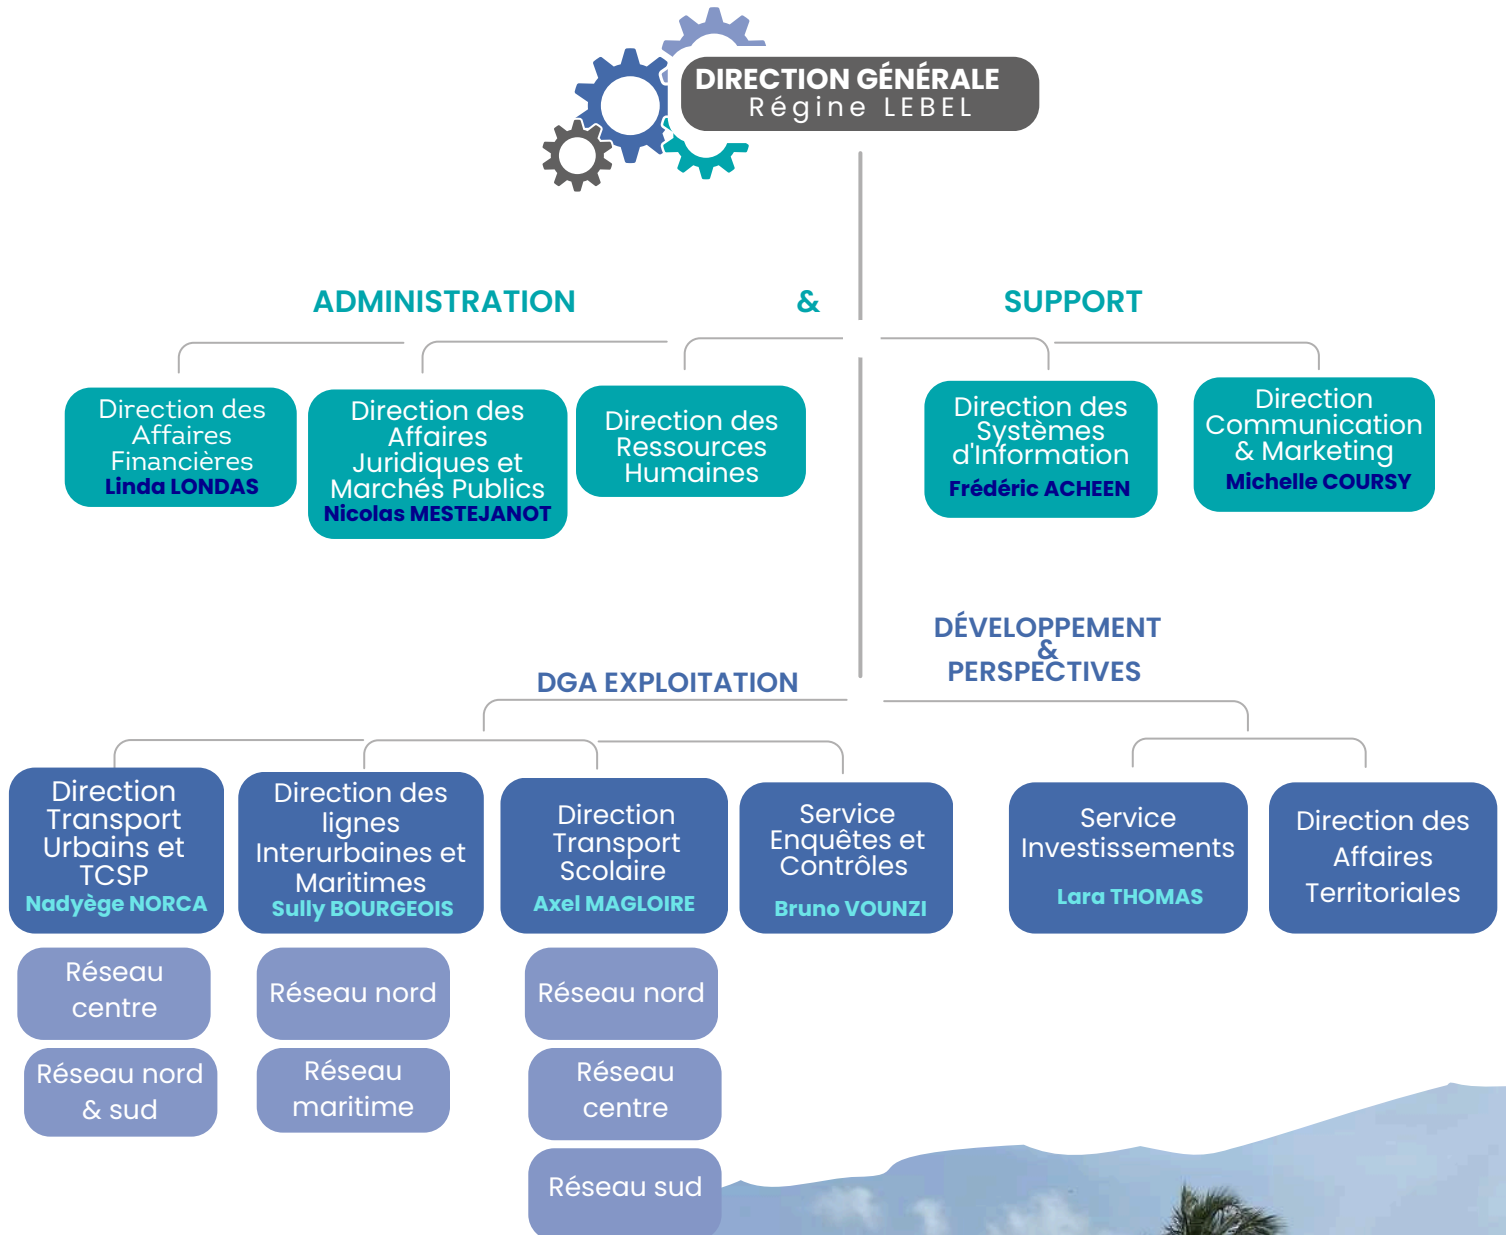 DIRECTION GÉNÉRALE
Régine LEBEL
ADMINISTRATION & SUPPORT
Direction des
Affaires
Financières
Linda LONDAS
Direction des
Affaires
Juridiques et
Marchés Publics
Nicolas MESTEJANOT
Direction des
Ressources
Humaines
Direction des
Systèmes
d'Information
Frédéric ACHEEN
Direction
Communication
& Marketing
Michelle COURSY
DGA EXPLOITATION
DÉVELOPPEMENT
&
PERSPECTIVES
Direction
Transport
Urbains et
TCSP
Nadyège NORCA
Direction des
lignes
Interurbaines et
Maritimes
Sully BOURGEOIS
Direction
Transport
Scolaire
Axel MAGLOIRE
Service
Enquêtes et
Contrôles
Bruno VOUNZI
Service
Investissements
Lara THOMAS
Direction des
Affaires
Territoriales
Réseau
centre
Réseau nord
& sud
Réseau nord
Réseau
maritime
Réseau nord
Réseau
centre
Réseau sud